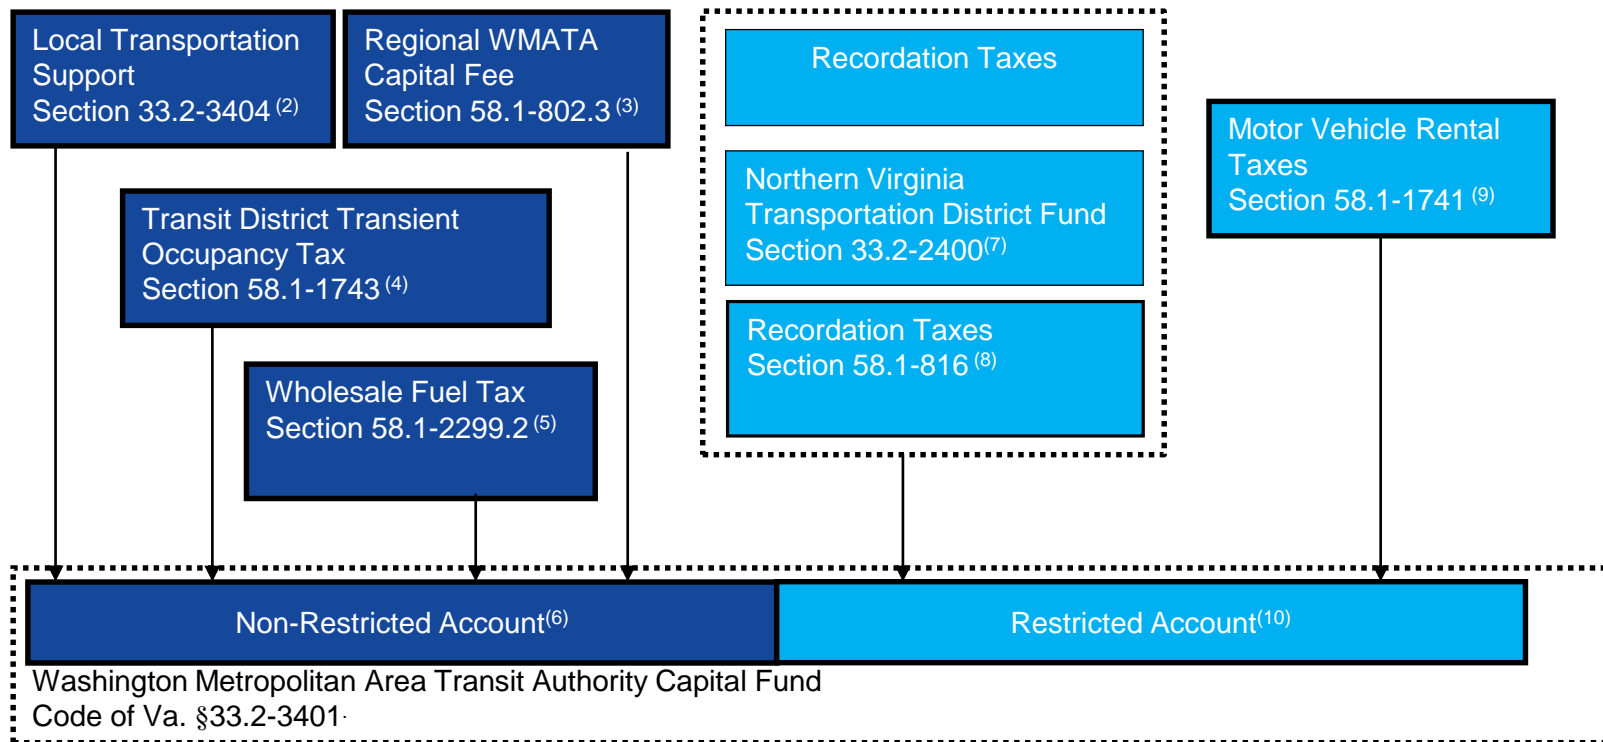 Local Transportation
Support
Section 33.2-3404 (2)
Regional WMATA
Capital Fee
Section 58.1-802.3 (3)
Recordation Taxes
Motor Vehicle Rental
Taxes
Section 58.1-1741 (9)
Northern Virginia
Transportation District Fund
Section 33.2-2400(7)
Transit District Transient
Occupancy Tax
Section 58.1-1743 (4)
Recordation Taxes
Section 58.1-816 (8)
Wholesale Fuel Tax
Section 58.1-2299.2 (5)
Non-Restricted Account(6)
Restricted Account(10)
Washington Metropolitan Area Transit Authority Capital Fund
Code of Va. §33.2-3401.